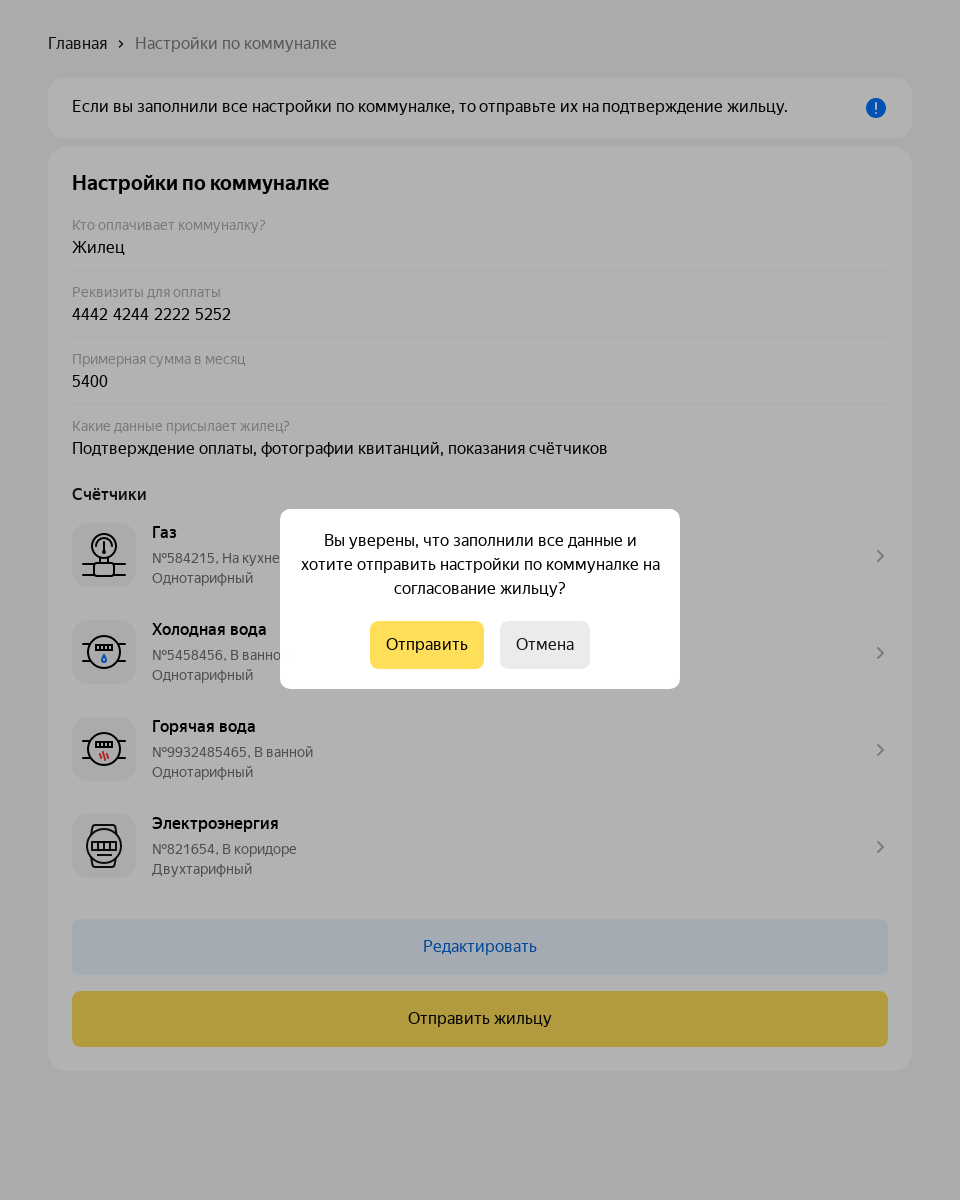 Главная
Настройки по коммуналке
Если вы заполнили все настройки по коммуналке, то отправьте их на подтверждение жильцу.
Настройки по коммуналке
Кто оплачивает коммуналку?
Жилец
Реквизиты для оплаты
4442 4244 2222 5252
Примерная сумма в месяц
5400
Какие данные присылает жилец?
Подтверждение оплаты, фотографии квитанций, показания счётчиков
Счётчики
Газ
№584215, На кухне
Однотарифный
Холодная вода
№5458456, В ванно
Однотарифный
Горячая вода
№9932485465, В ванной
Однотарифный
Электроэнергия
№821654, В коридоре
Двухтарифный
Вы уверены, что заполнили все данные и
хотите отправить настройки по коммуналке на
согласование жильцу?
Отправить
Отмена
Редактировать
Отправить жильцу